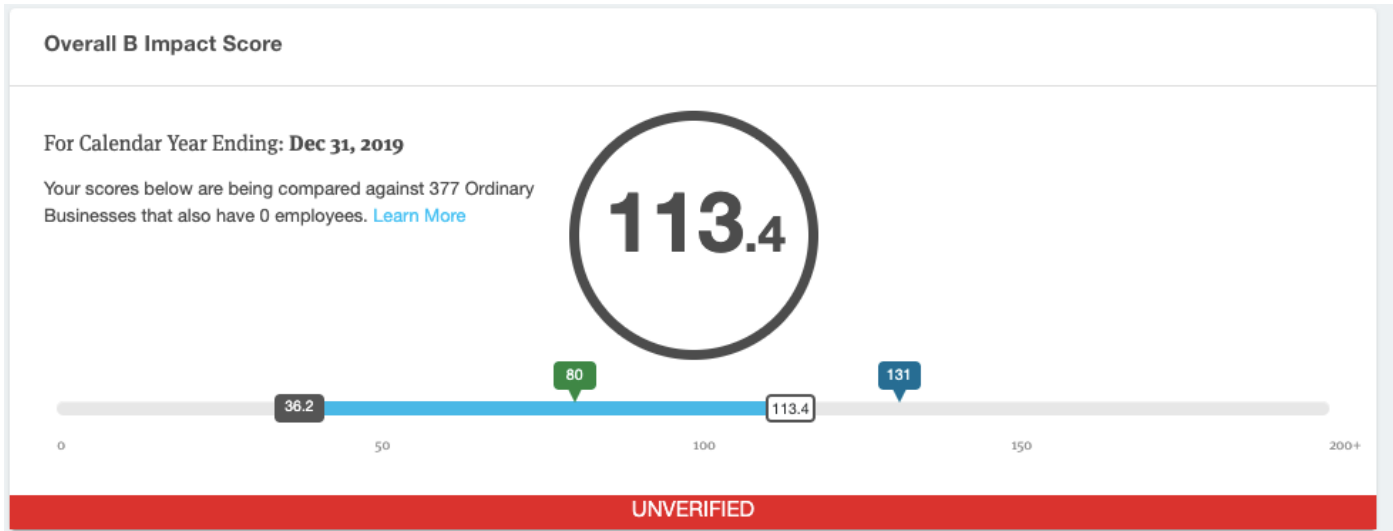 Overall B Impact Score
For Calendar Year Ending: Dec 31, 2019
Your scores below are being compared against 377 Ordinary
Businesses that also have 0 employees. Learn More
113.4
80
131
36.2
113.4
0 50 100 150 200+
UNVERIFIED